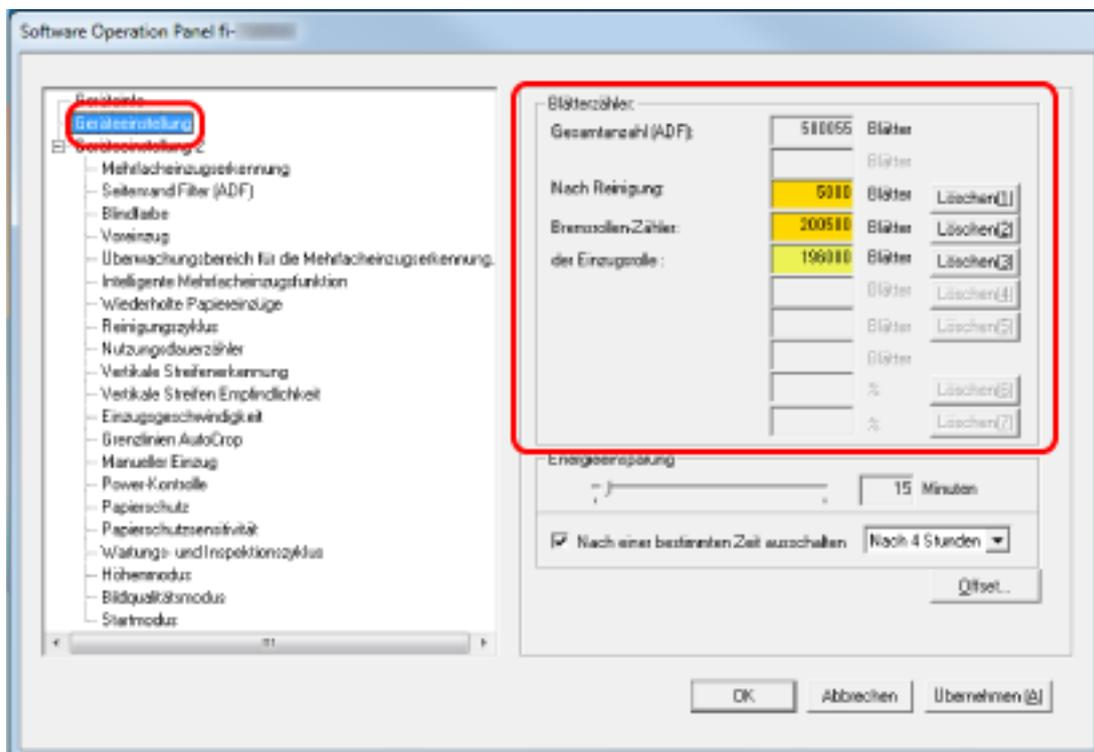 Software Operation Panel fi-
Geräteinfo
Geräteeinstellung
Geräteeinstellung 2
Mehrfacheinzugserkennung
Seitenrand Filter (ADF)
Blindfarbe
Voreinzug
Überwachungsbereich für die Mehrfacheinzugserkennung.
Intelligente Mehrfacheinzugsfunktion
Wiederholte Papiereinzüge
Reinigungszyklus
Nutzungsdauerzähler
Vertikale Streifenerkennung
Vertikale Streifen Empfindlichkeit
Einzugsgeschwindigkeit
Grenzlinien AutoCrop
Manueller Einzug
Power-Kontrolle
Papierschutz
Papierschutzsensitivität
Wartungs- und Inspektionszyklus
Höhenmodus
Bildqualitätsmodus
Startmodus
Blätterzähler:
Gesamtanzahl (ADF): 500055 Blätter
Blätter
Nach Reinigung: 5000 Blätter Löschen(1)
Bremsrollen-Zähler: 200500 Blätter Löschen(2)
der Einzugsrolle : 196000 Blätter Löschen(3)
Blätter Löschen(4)
Blätter Löschen(5)
Blätter
% Löschen(6)
% Löschen(7)
Energieeinspalung
15 Minuten
Nach einer bestimmten Zeit ausschalten Nach 4 Stunden
Offset...
OK Abbrechen Übernehmen (A)